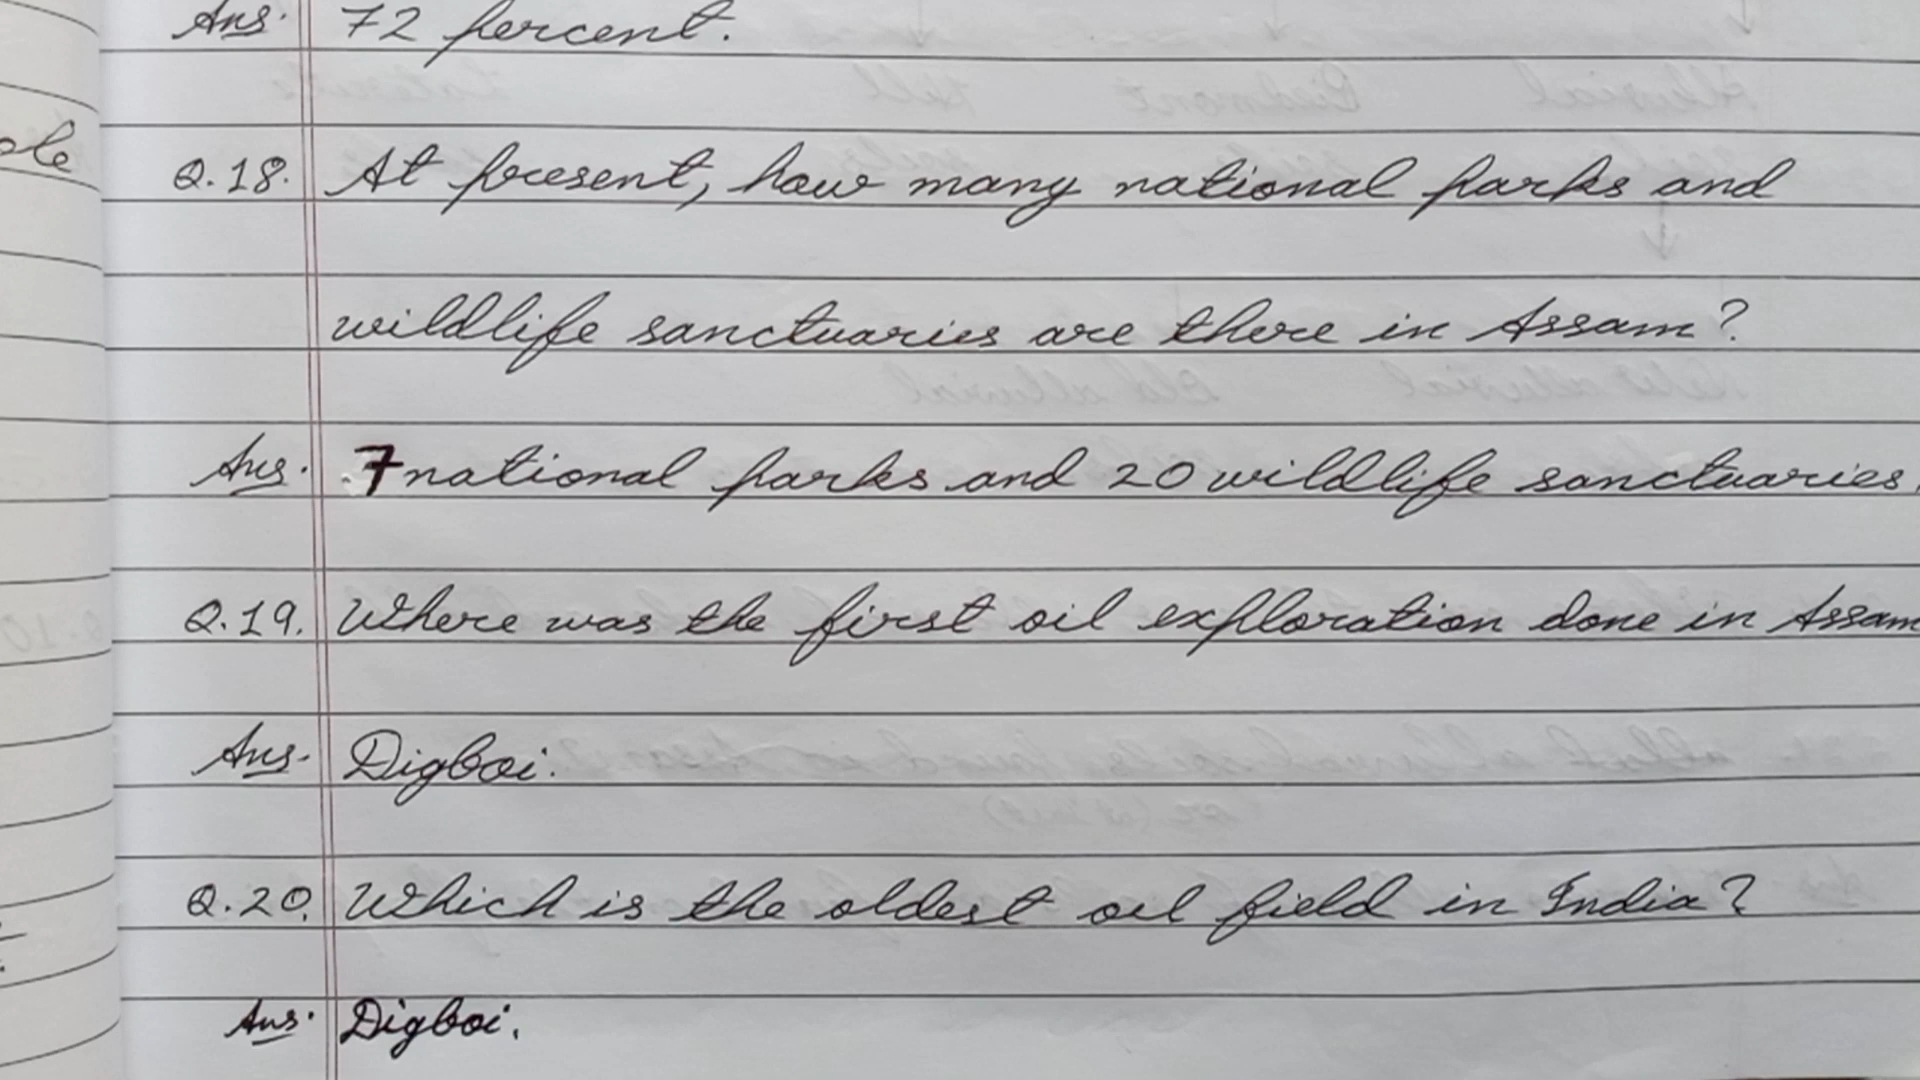 Ans. 72 percent.
ole
Q.18. At present, how many national parks and
wildlife sanctuaries are there in Assam?
Ans. 7 national parks and 20 wildlife sanctuaries.
Q.19. Where was the first oil exploration done in Assam
Ans. Digboi.
Q.20. Which is the oldest oil field in India?
Ans. Digboi.